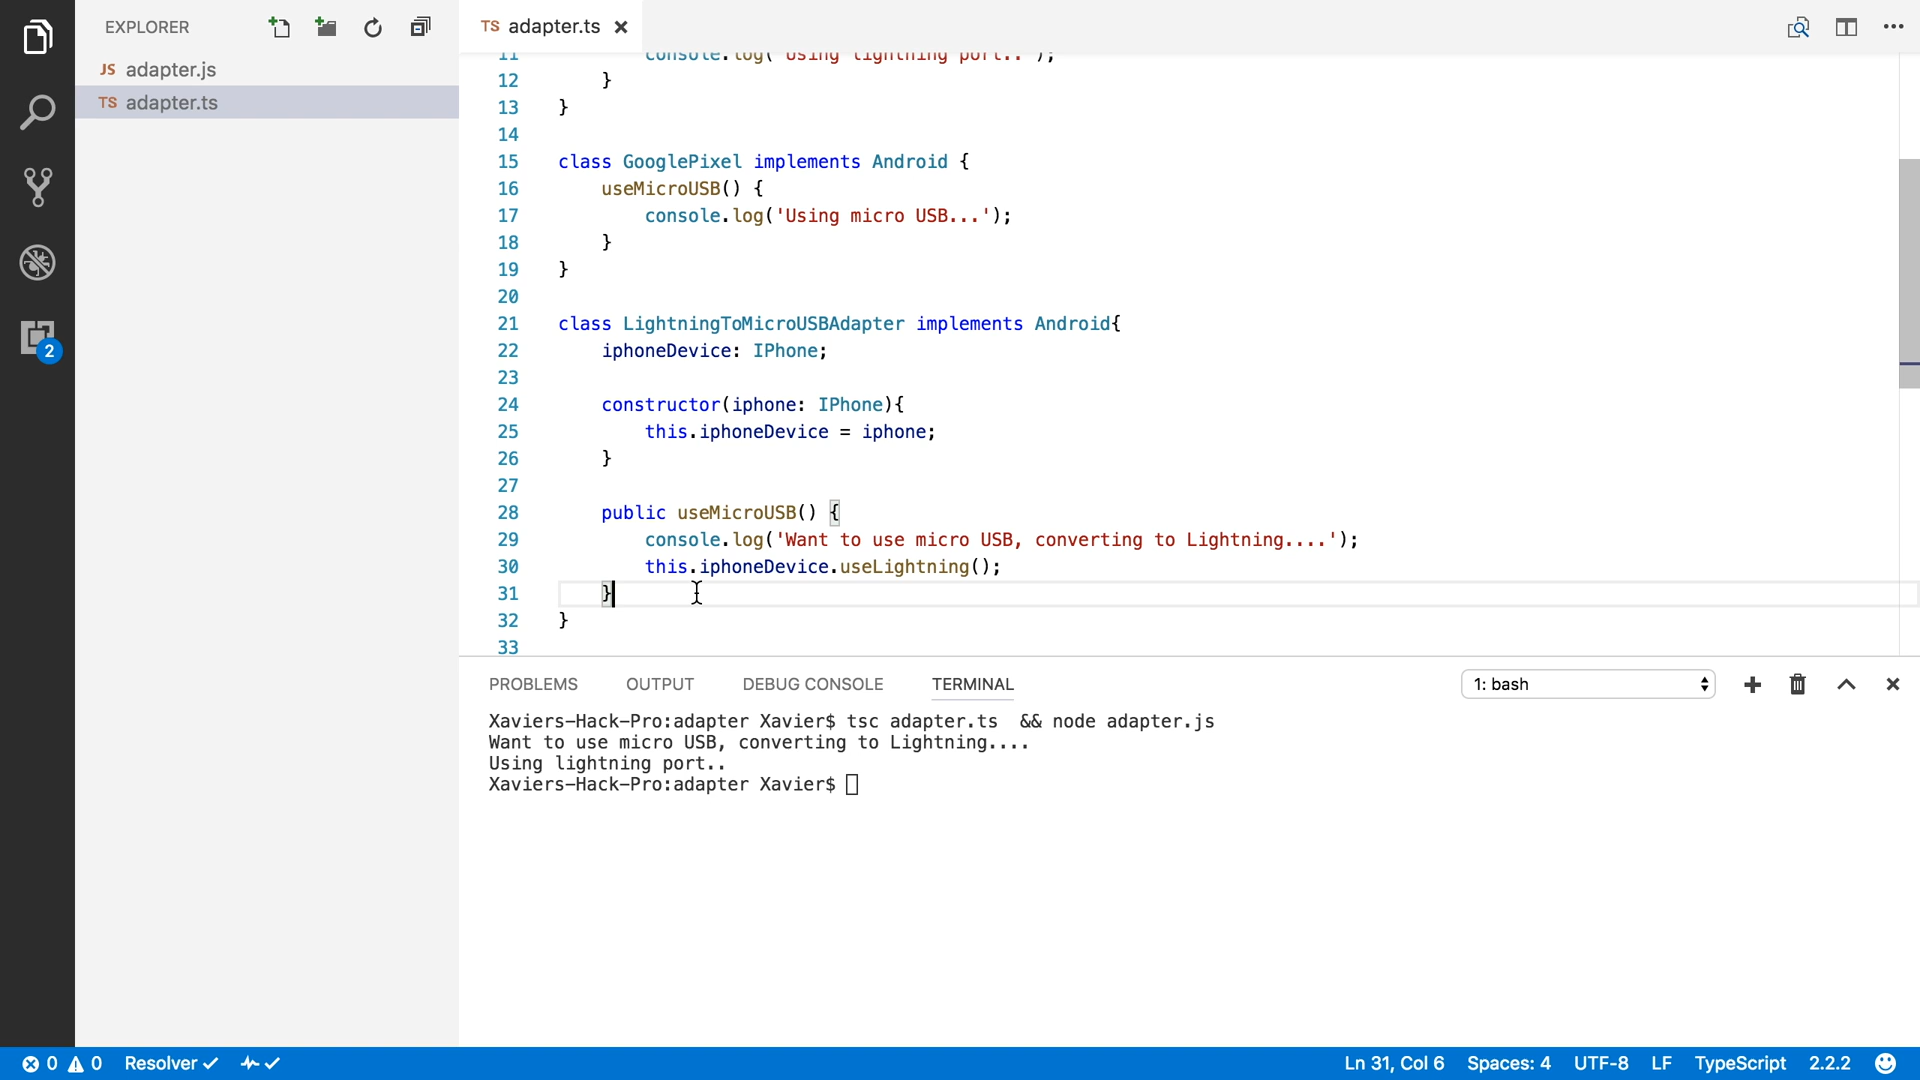 EXPLORER
JS adapter.js
TS adapter.ts
2
TS adapter.ts
11 console.log('Using lightning port..');
12 }
13 }
14
15 class GooglePixel implements Android {
16 useMicroUSB() {
17 console.log('Using micro USB...');
18 }
19 }
20
21 class LightningToMicroUSBAdapter implements Android{
22 iphoneDevice: IPhone;
23
24 constructor(iphone: IPhone){
25 this.iphoneDevice = iphone;
26 }
27
28 public useMicroUSB() {
29 console.log('Want to use micro USB, converting to Lightning....');
30 this.iphoneDevice.useLightning();
31 }
32 }
33
PROBLEMS OUTPUT DEBUG CONSOLE TERMINAL 1: bash
Xaviers-Hack-Pro:adapter Xavier$ tsc adapter.ts && node adapter.js
Want to use micro USB, converting to Lightning....
Using lightning port..
Xaviers-Hack-Pro:adapter Xavier$
0 0 Resolver Ln 31, Col 6 Spaces: 4 UTF-8 LF TypeScript 2.2.2